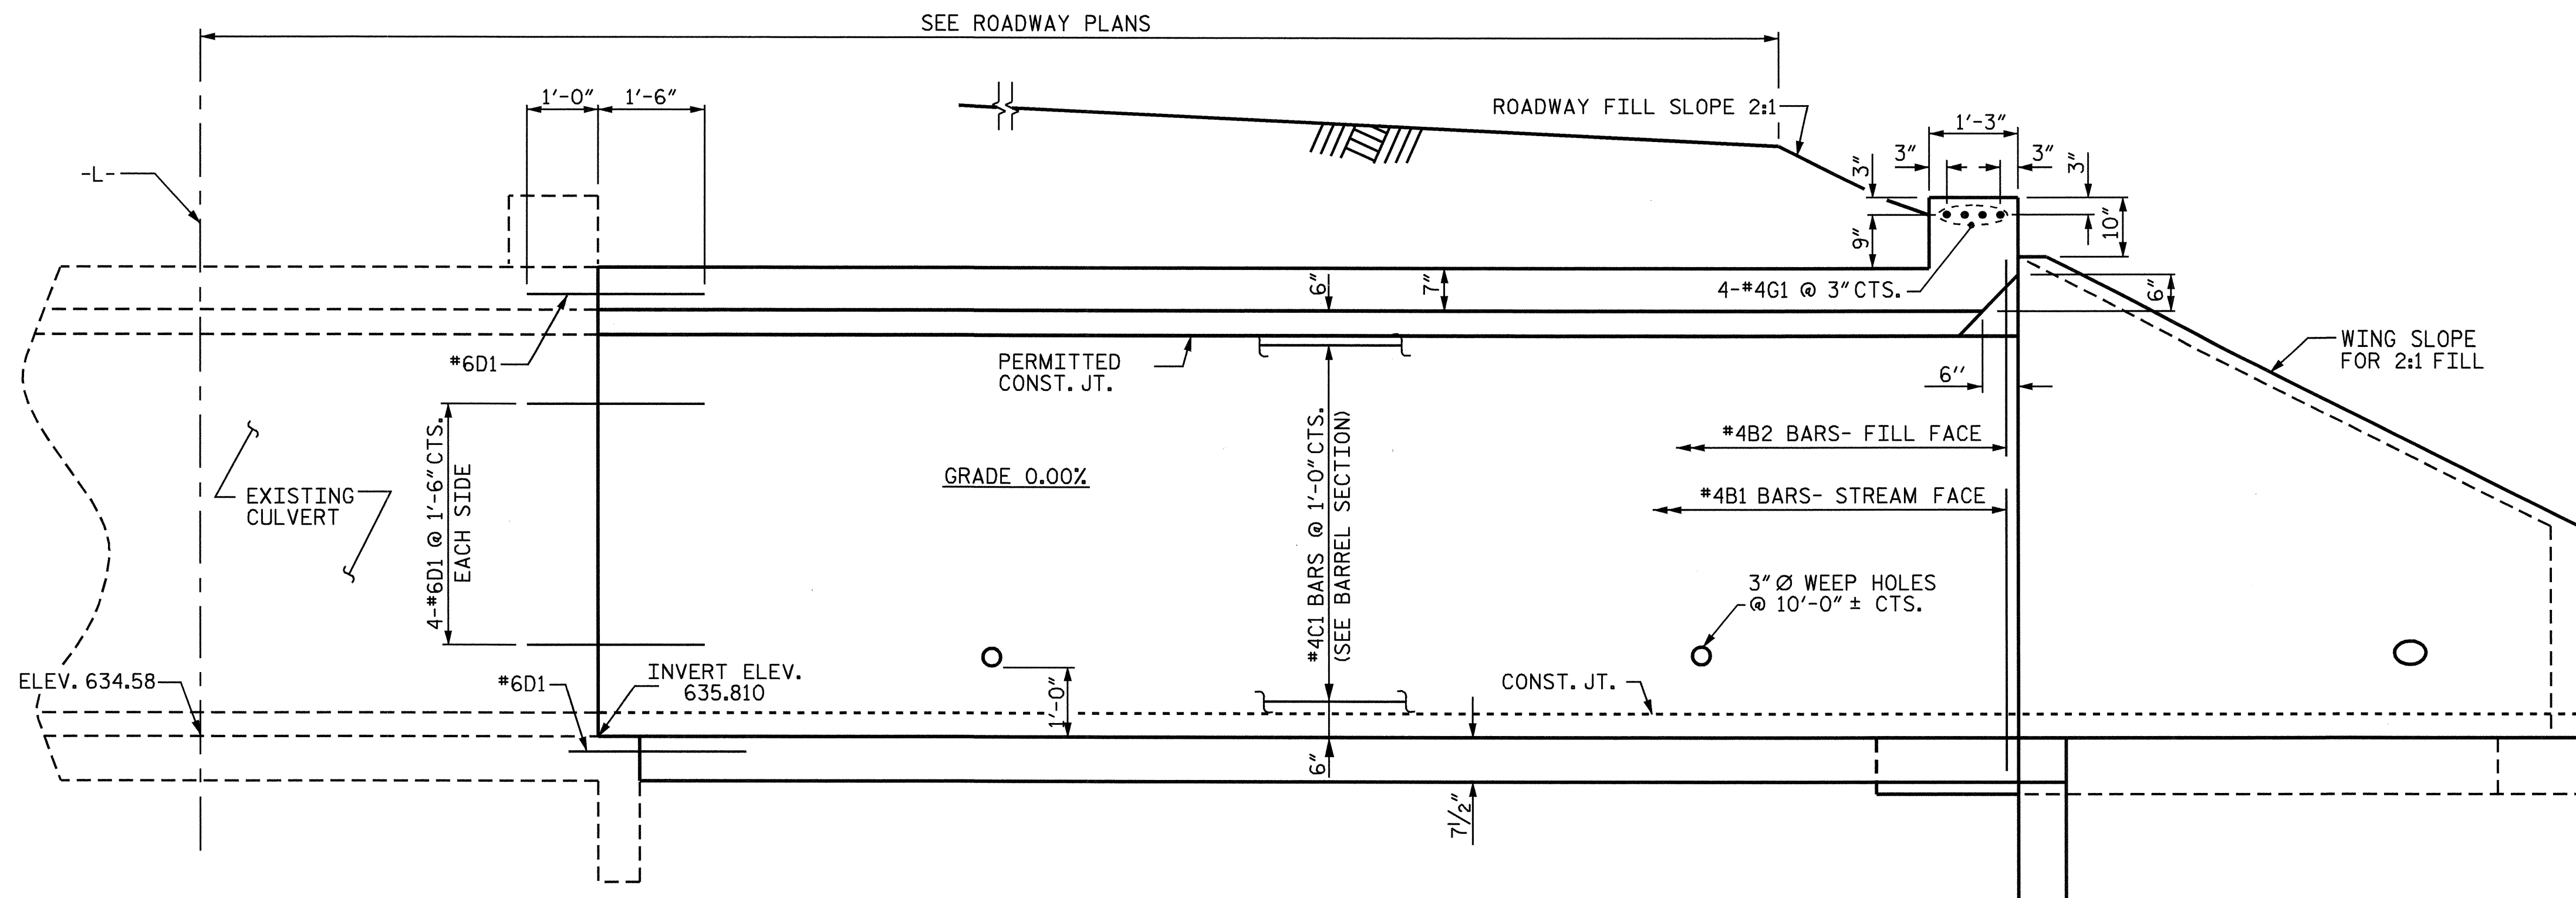 SEE ROADWAY PLANS
1'-0"
1'-6"
ROADWAY FILL SLOPE 2:1
1'-3"
3"
3"
3"
3"
-L-
10"
9"
6"
7"
4-#4G1 @ 3" CTS.
6"
#6D1
PERMITTED
CONST. JT.
6"
WING SLOPE
FOR 2:1 FILL
4-#6D1 @ 1'-6" CTS.
EACH SIDE
#4C1 BARS @ 1'-0" CTS.
(SEE BARREL SECTION)
#4B2 BARS- FILL FACE
GRADE 0.00%
EXISTING
CULVERT
#4B1 BARS- STREAM FACE
3" Ø WEEP HOLES
@ 10'-0" ± CTS.
ELEV. 634.58
#6D1
INVERT ELEV.
635.810
1'-0"
CONST. JT.
6"
7 1/2"